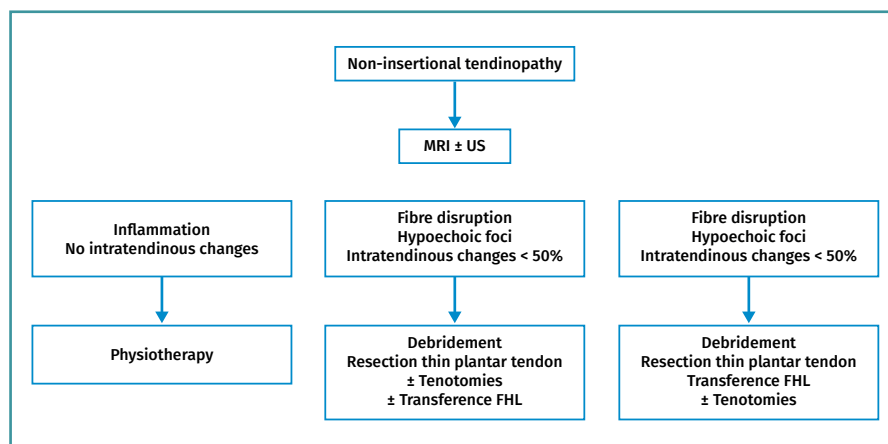 Non-insertional tendinopathy
MRI ± US
Inflammation
No intratendinous changes
Fibre disruption
Hypoechoic foci
Intratendinous changes < 50%
Fibre disruption
Hypoechoic foci
Intratendinous changes < 50%
Physiotherapy
Debridement
Resection thin plantar tendon
± Tenotomies
± Transference FHL
Debridement
Resection thin plantar tendon
Transference FHL
± Tenotomies